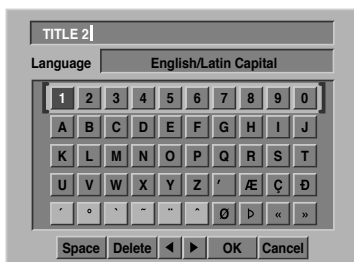 TITLE 2
Language English/Latin Capital
1 2 3 4 5 6 7 8 9 0
A B C D E F G H I J
K L M N O P Q R S T
U V W X Y Z ′ Æ Ç Ð
´ ° ` ~ ¨ ^ Ø Þ « »
Space Delete ◄ ► OK Cancel